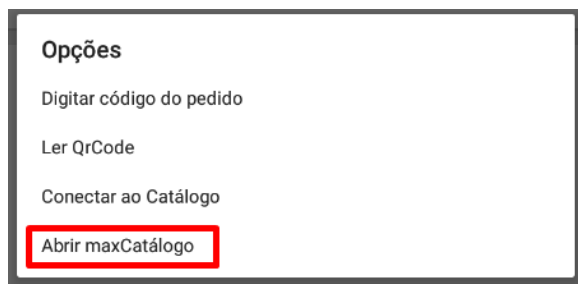 Opções
Digitar código do pedido
Ler QrCode
Conectar ao Catálogo
Abrir maxCatálogo